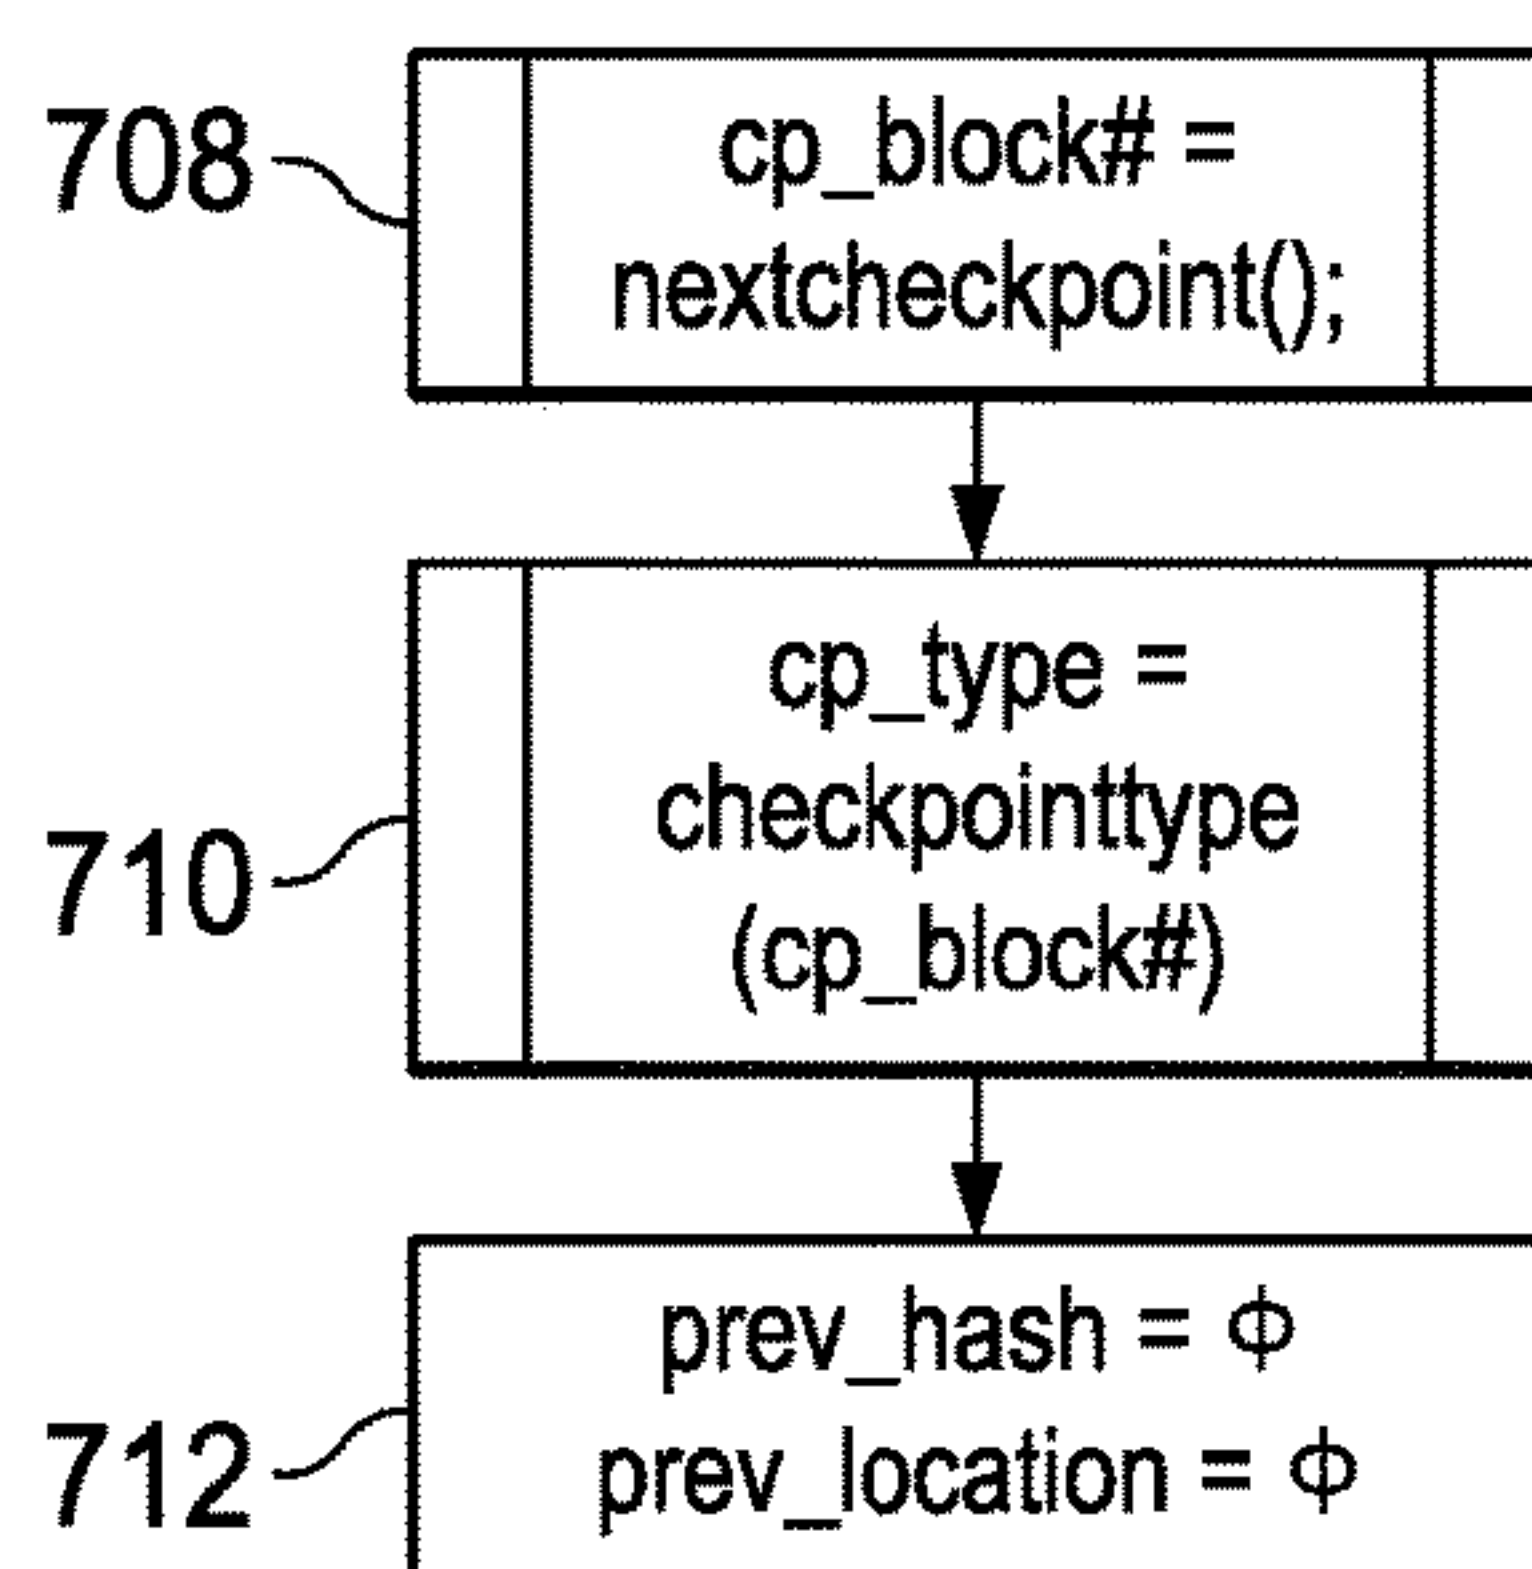 708
cp_block# =
nextcheckpoint();
710
cp_type =
checkpointtype
(cp_block#)
712
prev_hash = Φ
prev_location = Φ